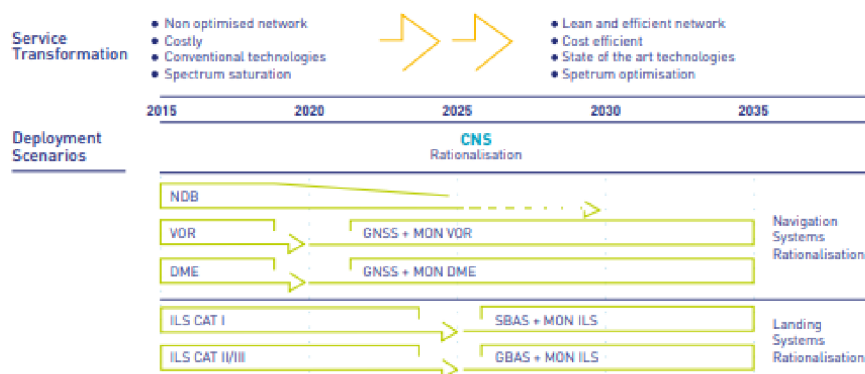 Service
Transformation
● Non optimised network
● Costly
● Conventional technologies
● Spectrum saturation
● Lean and efficient network
● Cost efficient
● State of the art technologies
● Spetrum optimisation
2015 2020 2025 2030 2035
Deployment
Scenarios
CNS
Rationalisation
NDB
VOR
GNSS + MON VOR
DME
GNSS + MON DME
Navigation
Systems
Rationalisation
ILS CAT I
SBAS + MON ILS
ILS CAT II/III
GBAS + MON ILS
Landing
Systems
Rationalisation